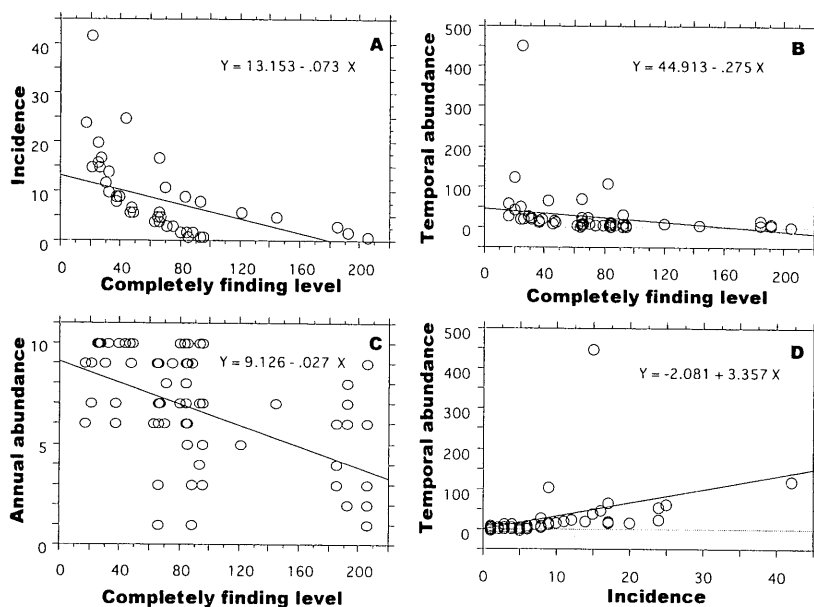 A
Y = 13.153 - .073 X
Incidence
40
30
20
10
0
0 40 80 120 160 200
Completely finding level
B
Y = 44.913 - .275 X
Temporal abundance
500
400
300
200
100
0
0 40 80 120 160 200
Completely finding level
C
Y = 9.126 - .027 X
Annual abundance
10
5
0
0 40 80 120 160 200
Completely finding level
D
Y = -2.081 + 3.357 X
Temporal abundance
500
400
300
200
100
0
0 10 20 30 40
Incidence